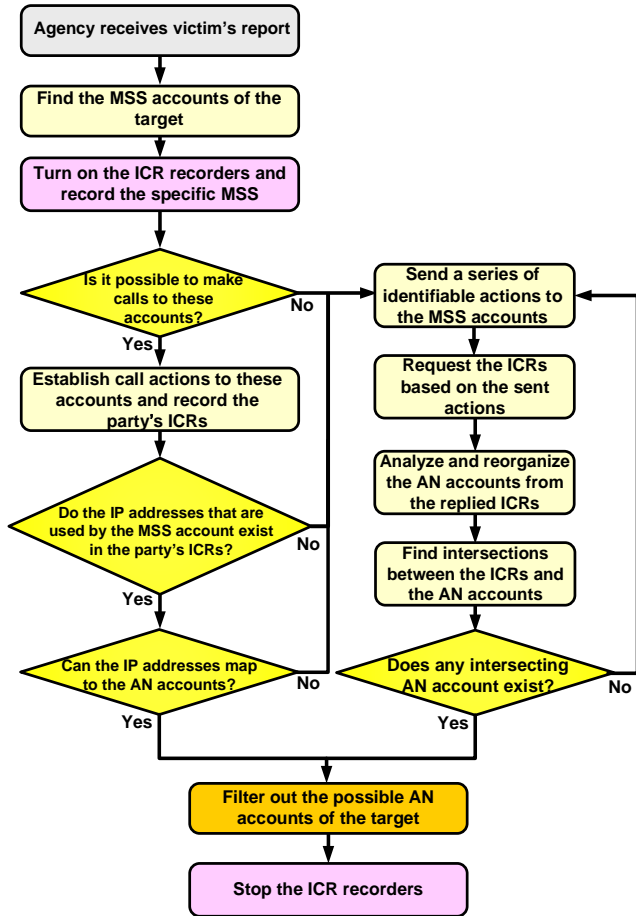 Agency receives victim's report
Find the MSS accounts of the
target
Turn on the ICR recorders and
record the specific MSS
Is it possible to make
calls to these
accounts?
No
Yes
Establish call actions to these
accounts and record the
party's ICRs
Do the IP addresses that are
used by the MSS account exist
in the party's ICRs?
No
Yes
Can the IP addresses map
to the AN accounts?
No
Yes
Send a series of
identifiable actions to
the MSS accounts
Request the ICRs
based on the sent
actions
Analyze and reorganize
the AN accounts from
the replied ICRs
Find intersections
between the ICRs and
the AN accounts
Does any intersecting
AN account exist?
No
Yes
Filter out the possible AN
accounts of the target
Stop the ICR recorders